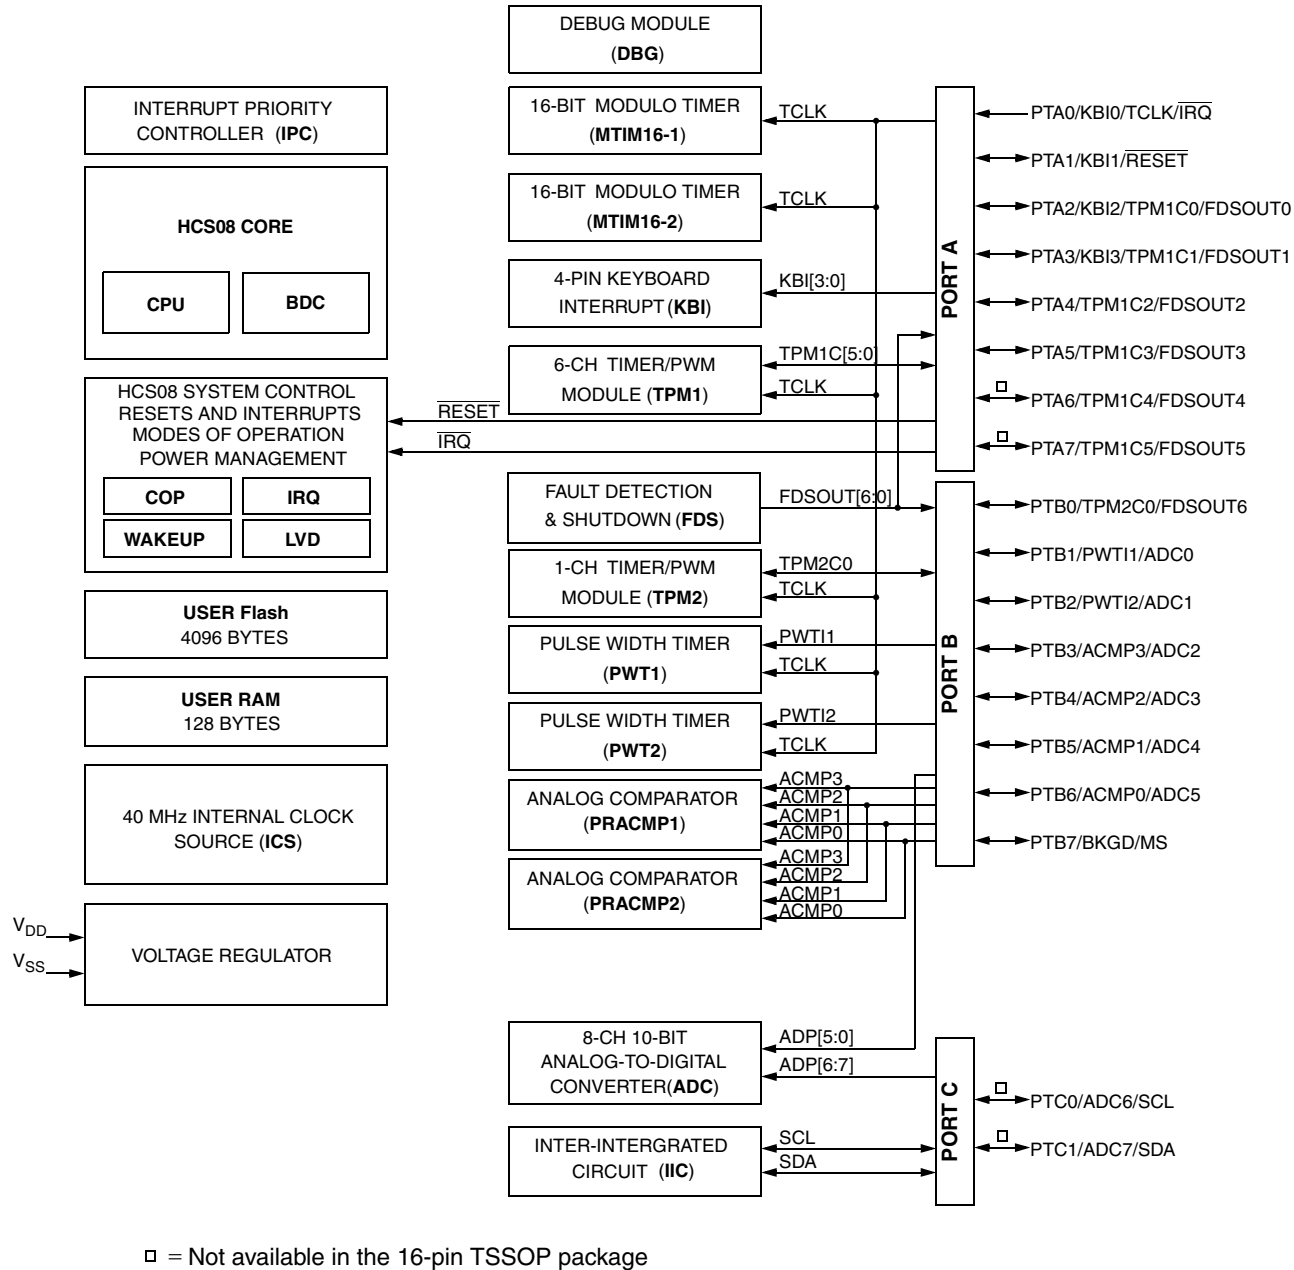 DEBUG MODULE
(DBG)
INTERRUPT PRIORITY
CONTROLLER (IPC)
HCS08 CORE
CPU
BDC
HCS08 SYSTEM CONTROL
RESETS AND INTERRUPTS
MODES OF OPERATION
POWER MANAGEMENT
COP
IRQ
WAKEUP
LVD
USER Flash
4096 BYTES
USER RAM
128 BYTES
40 MHz INTERNAL CLOCK
SOURCE (ICS)
VDD
VSS
VOLTAGE REGULATOR
16-BIT MODULO TIMER
(MTIM16-1)
TCLK
16-BIT MODULO TIMER
(MTIM16-2)
TCLK
4-PIN KEYBOARD
INTERRUPT (KBI)
KBI[3:0]
6-CH TIMER/PWM
MODULE (TPM1)
TPM1C[5:0]
TCLK
RESET
IRQ
FAULT DETECTION
& SHUTDOWN (FDS)
FDSOUT[6:0]
1-CH TIMER/PWM
MODULE (TPM2)
TPM2C0
TCLK
PULSE WIDTH TIMER
(PWT1)
PWTI1
TCLK
PULSE WIDTH TIMER
(PWT2)
PWTI2
TCLK
ANALOG COMPARATOR
(PRACMP1)
ACMP3
ACMP2
ACMP1
ACMP0
ANALOG COMPARATOR
(PRACMP2)
ACMP3
ACMP2
ACMP1
ACMP0
8-CH 10-BIT
ANALOG-TO-DIGITAL
CONVERTER(ADC)
ADP[5:0]
ADP[6:7]
INTER-INTERGRATED
CIRCUIT (IIC)
SCL
SDA
PORT A
PTA0/KBI0/TCLK/IRQ
PTA1/KBI1/RESET
PTA2/KBI2/TPM1C0/FDSOUT0
PTA3/KBI3/TPM1C1/FDSOUT1
PTA4/TPM1C2/FDSOUT2
PTA5/TPM1C3/FDSOUT3
PTA6/TPM1C4/FDSOUT4
PTA7/TPM1C5/FDSOUT5
PORT B
PTB0/TPM2C0/FDSOUT6
PTB1/PWTI1/ADC0
PTB2/PWTI2/ADC1
PTB3/ACMP3/ADC2
PTB4/ACMP2/ADC3
PTB5/ACMP1/ADC4
PTB6/ACMP0/ADC5
PTB7/BKGD/MS
PORT C
PTC0/ADC6/SCL
PTC1/ADC7/SDA
= Not available in the 16-pin TSSOP package